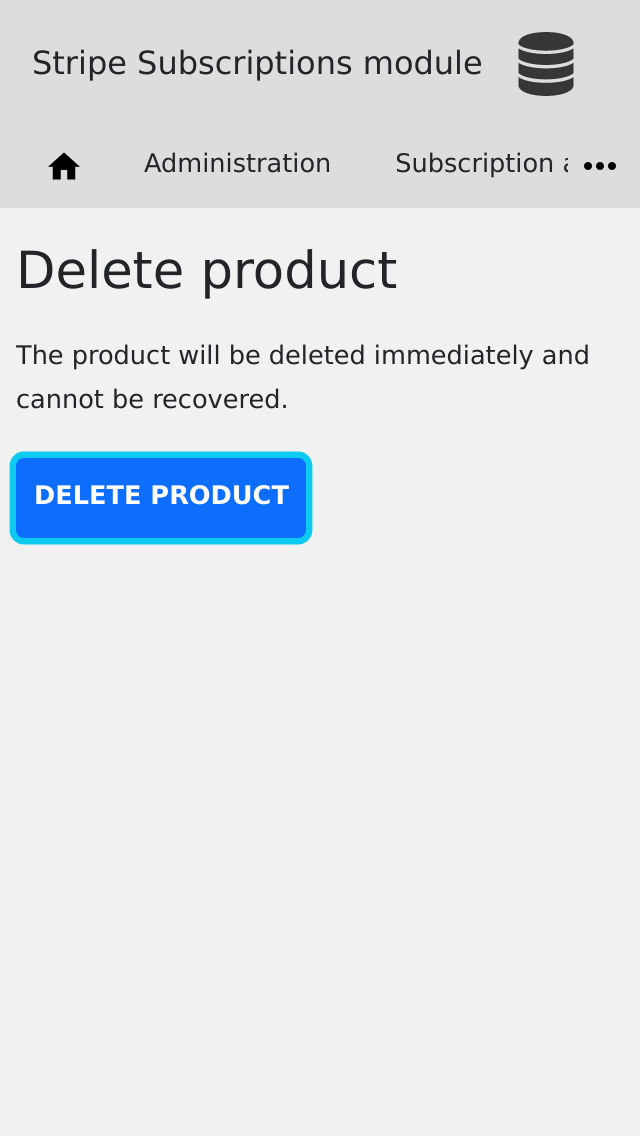 Stripe Subscriptions module
Administration
Subscription
Delete product
The product will be deleted immediately and
cannot be recovered.
DELETE PRODUCT